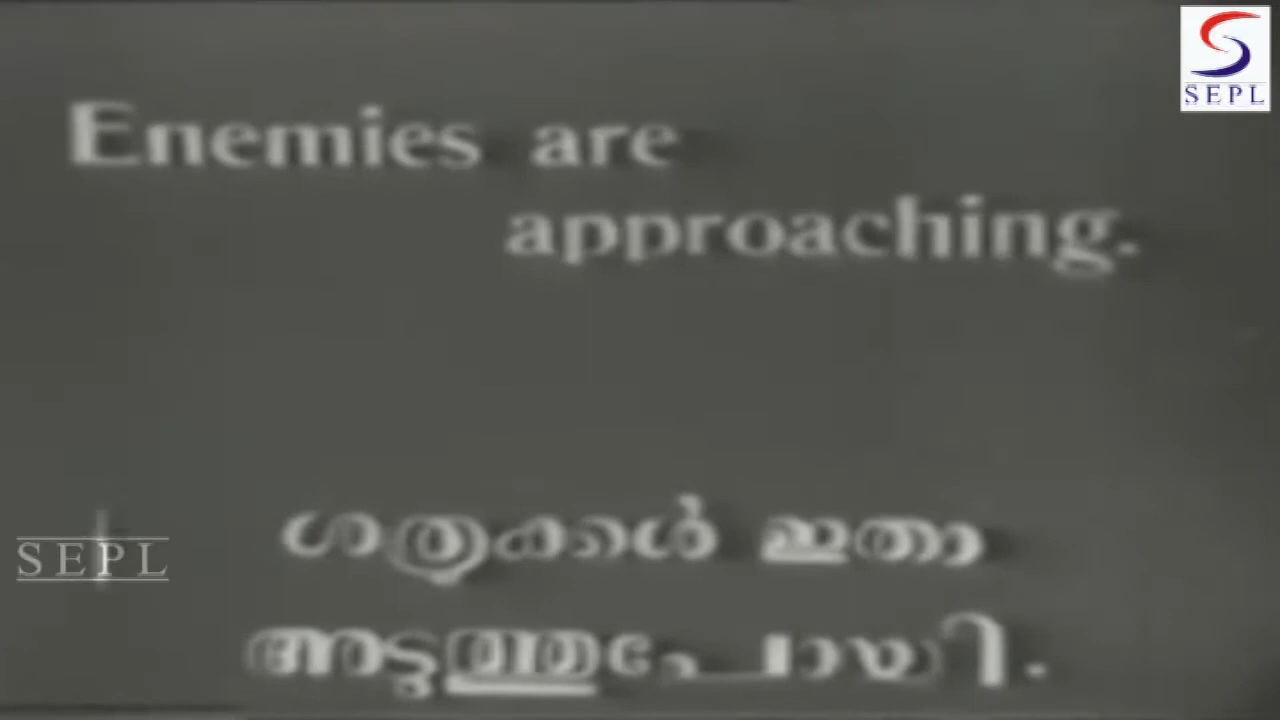 SEPL
Enemies are
approaching.
ശത്രുക്കൾ ഇതാ
SEPL
അടുത്തുപോയി.